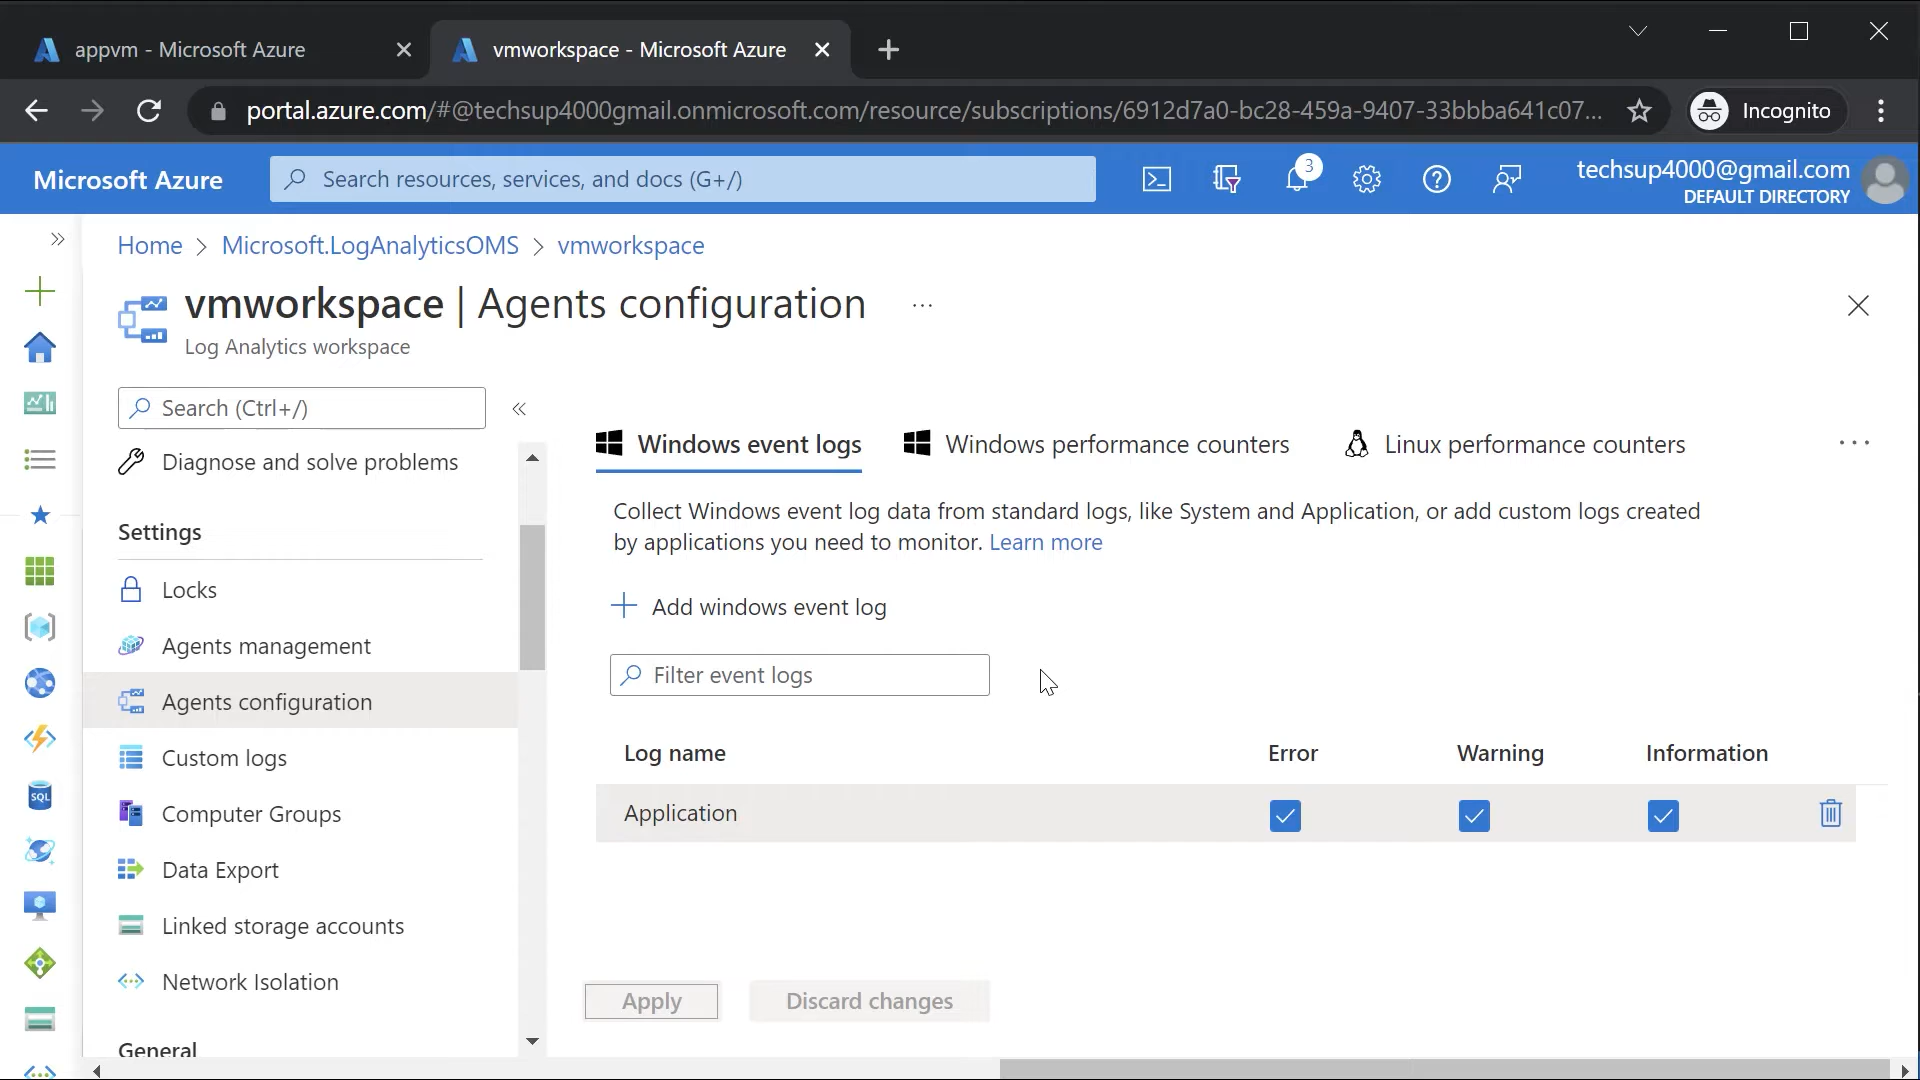 appvm - Microsoft Azure
vmworkspace - Microsoft Azure
portal.azure.com/#@techsup4000gmail.onmicrosoft.com/resource/subscriptions/6912d7a0-bc28-459a-9407-33bbba641c07...
Incognito
Microsoft Azure
Search resources, services, and docs (G+/)
3
techsup4000@gmail.com
DEFAULT DIRECTORY
Home > Microsoft.LogAnalyticsOMS > vmworkspace
vmworkspace | Agents configuration ...
Log Analytics workspace
Search (Ctrl+/)
Diagnose and solve problems
Settings
Locks
Agents management
Agents configuration
Custom logs
Computer Groups
Data Export
Linked storage accounts
Network Isolation
General
SQL
Windows event logs
Windows performance counters
Linux performance counters
...
Collect Windows event log data from standard logs, like System and Application, or add custom logs created
by applications you need to monitor. Learn more
Add windows event log
Filter event logs
Log name Error Warning Information
Application
Apply
Discard changes